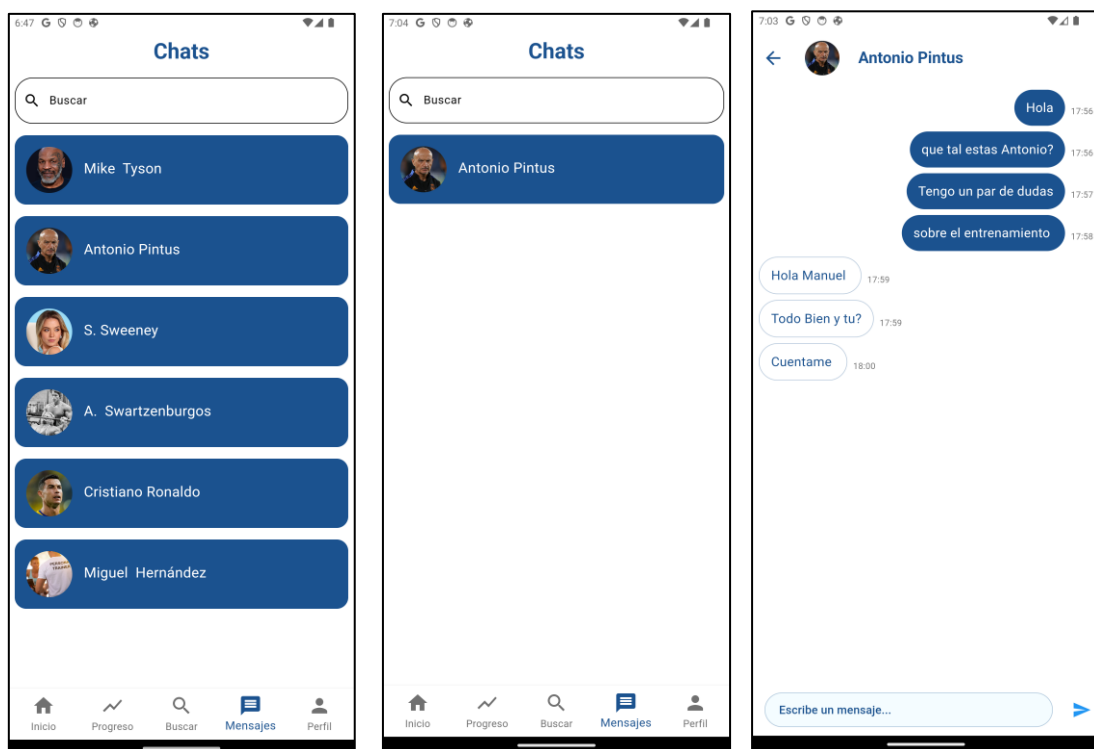 6:47 G
Chats
Buscar
Mike Tyson
Antonio Pintus
S. Sweeney
A. Swartzenburgos
Cristiano Ronaldo
Miguel Hernández
Inicio
Progreso
Buscar
Mensajes
Perfil
7:04 G
Chats
Buscar
Antonio Pintus
Inicio
Progreso
Buscar
Mensajes
Perfil
7:03 G
Antonio Pintus
Hola 17:56
que tal estas Antonio? 17:56
Tengo un par de dudas 17:57
sobre el entrenamiento 17:58
Hola Manuel 17:59
Todo Bien y tu? 17:59
Cuentame 18:00
Escribe un mensaje...